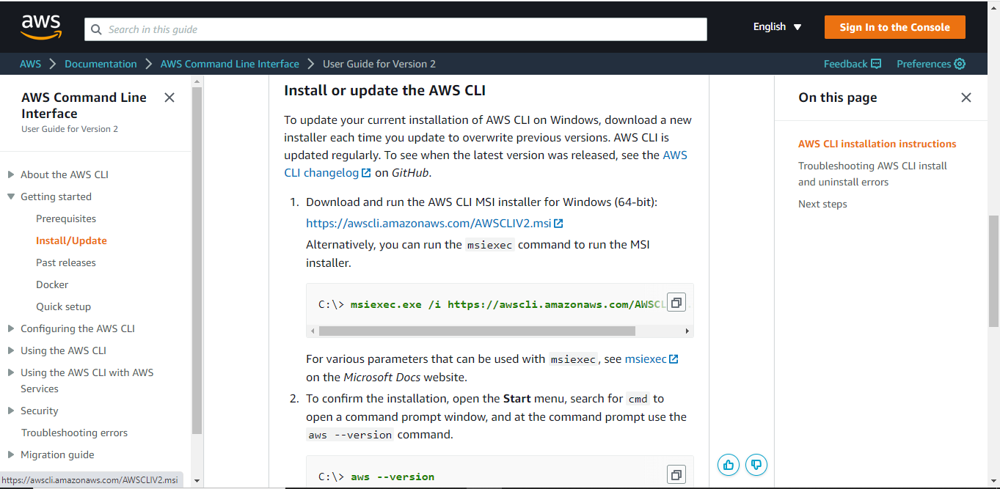 aws
Search in this guide
English
Sign In to the Console
AWS
Documentation
AWS Command Line Interface
User Guide for Version 2
Feedback
Preferences
AWS Command Line
Interface
User Guide for Version 2
About the AWS CLI
Getting started
Prerequisites
Install/Update
Past releases
Docker
Quick setup
Configuring the AWS CLI
Using the AWS CLI
Using the AWS CLI with AWS
Services
Security
Troubleshooting errors
Migration guide
https://awscli.amazonaws.com/AWSCLIV2.msi
Install or update the AWS CLI
To update your current installation of AWS CLI on Windows, download a new
installer each time you update to overwrite previous versions. AWS CLI is
updated regularly. To see when the latest version was released, see the AWS
CLI changelog on GitHub.
1. Download and run the AWS CLI MSI installer for Windows (64-bit):
https://awscli.amazonaws.com/AWSCLIV2.msi
Alternatively, you can run the msiexec command to run the MSI
installer.
C:\> msiexec.exe /i https://awscli.amazonaws.com/AWSCL
For various parameters that can be used with msiexec, see msiexec
on the Microsoft Docs website.
2. To confirm the installation, open the Start menu, search for cmd to
open a command prompt window, and at the command prompt use the
aws --version command.
C:\> aws --version
On this page
AWS CLI installation instructions
Troubleshooting AWS CLI install
and uninstall errors
Next steps